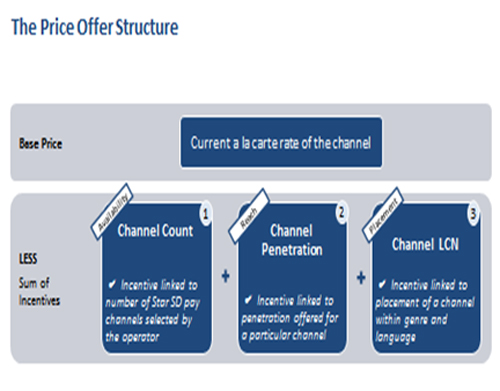 The Price Offer Structure
Base Price
Current a la carte rate of the channel
LESS
Sum of
Incentives
Availability
1
Channel Count
✔ Incentive linked to
number of Star SD pay
channels selected by
the operator
+
Reach
2
Channel
Penetration
✔ Incentive linked to
penetration offered for
a particular channel
+
Placement
3
Channel LCN
✔ Incentive linked to
placement of a channel
within genre and
language